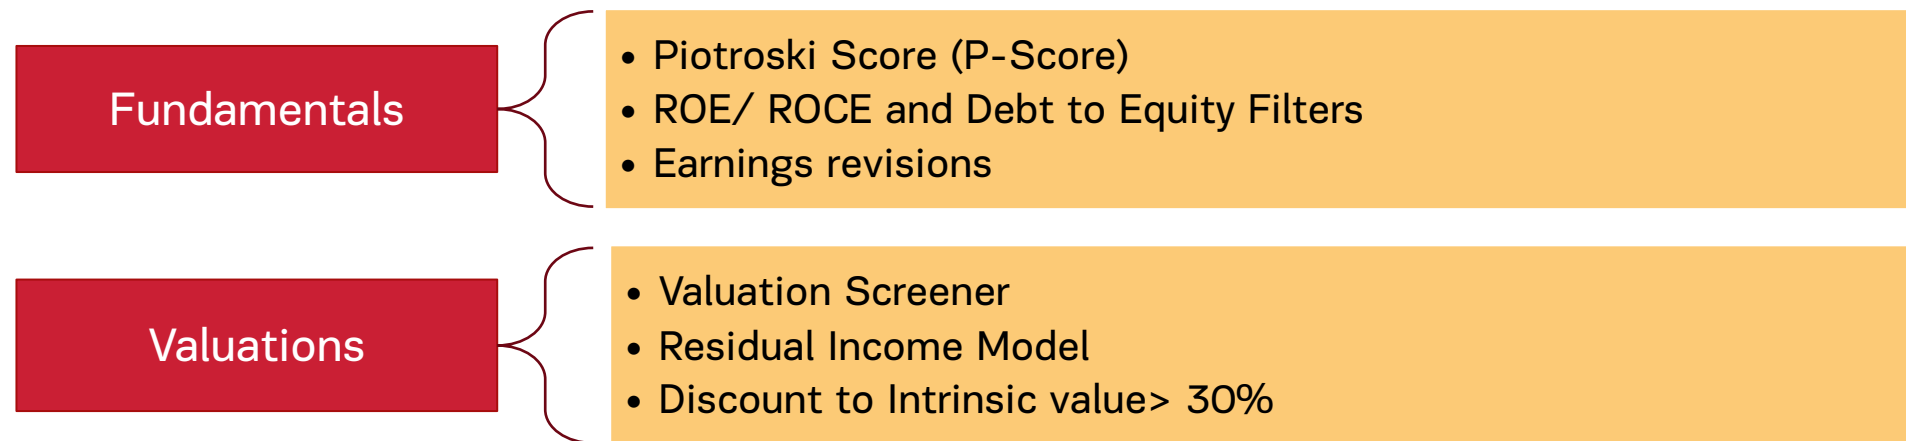 Fundamentals
• Piotroski Score (P-Score)
• ROE/ ROCE and Debt to Equity Filters
• Earnings revisions
Valuations
• Valuation Screener
• Residual Income Model
• Discount to Intrinsic value> 30%